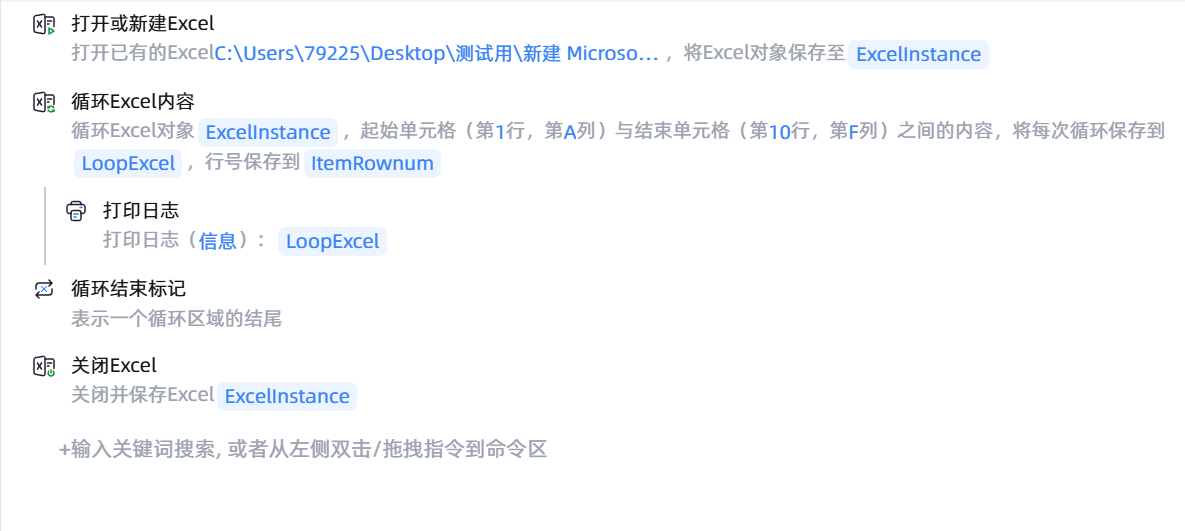 打开或新建Excel
打开已有的ExcelC:\Users\79225\Desktop\测试用\新建 Microso... ，将Excel对象保存至 ExcelInstance
循环Excel内容
循环Excel对象 ExcelInstance ，起始单元格（第1行，第A列）与结束单元格（第10行，第F列）之间的内容，将每次循环保存到
LoopExcel ，行号保存到 ItemRownum
打印日志
打印日志（信息）： LoopExcel
循环结束标记
表示一个循环区域的结尾
关闭Excel
关闭并保存Excel ExcelInstance
+输入关键词搜索, 或者从左侧双击/拖拽指令到命令区